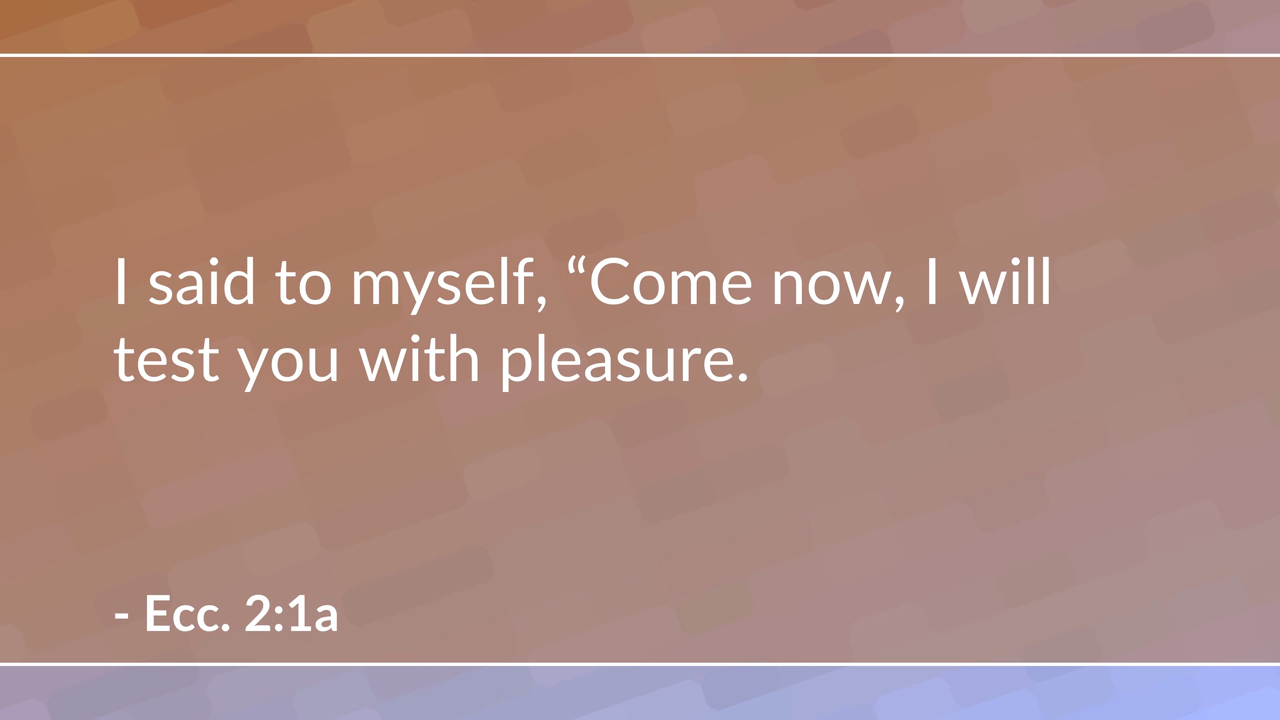 I said to myself, “Come now, I will
test you with pleasure.
- Ecc. 2:1a